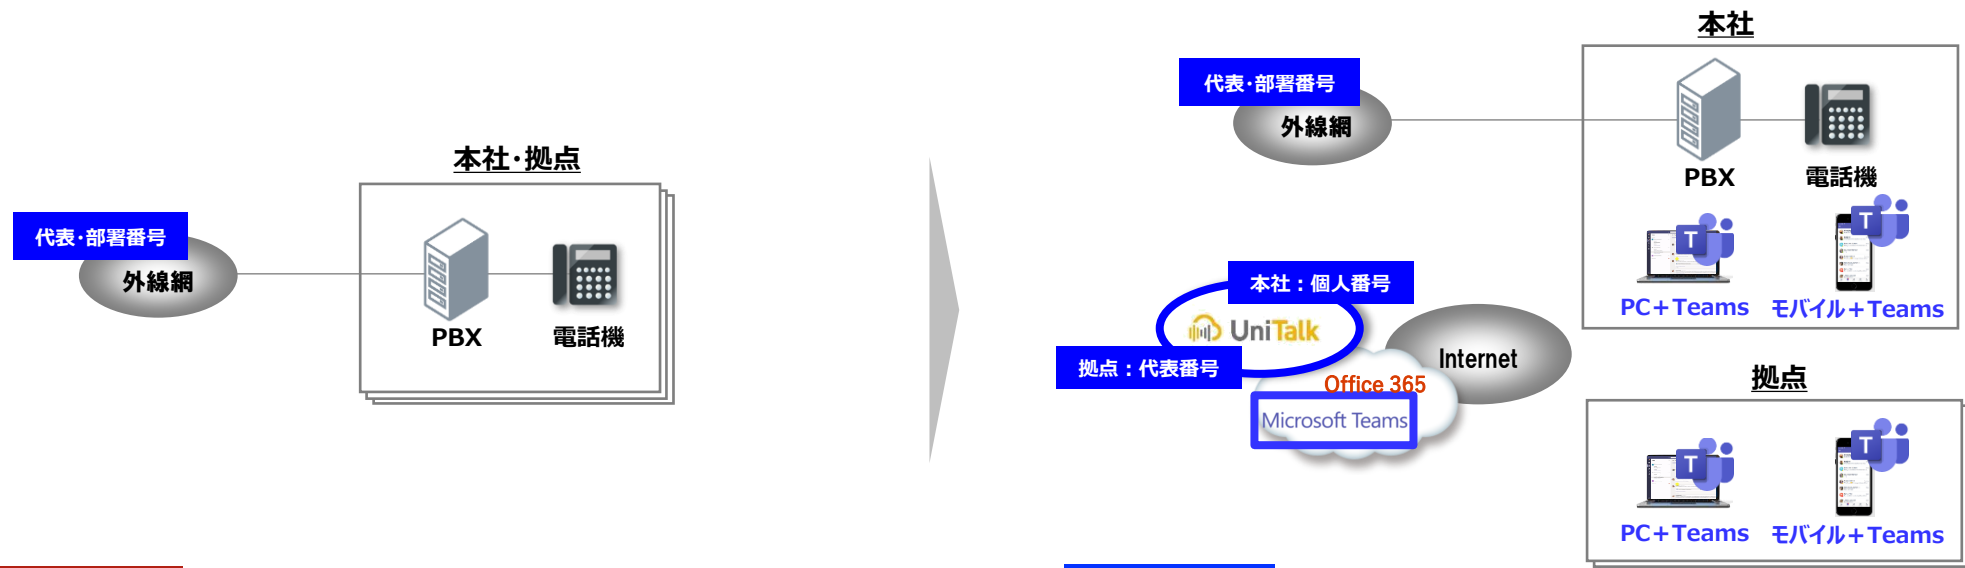 本社・拠点
代表・部署番号
外線網
PBX
電話機
本社
代表・部署番号
外線網
PBX
電話機
PC+Teams
モバイル+Teams
本社：個人番号
UniTalk
拠点：代表番号
Internet
Office 365
Microsoft Teams
拠点
PC+Teams
モバイル+Teams